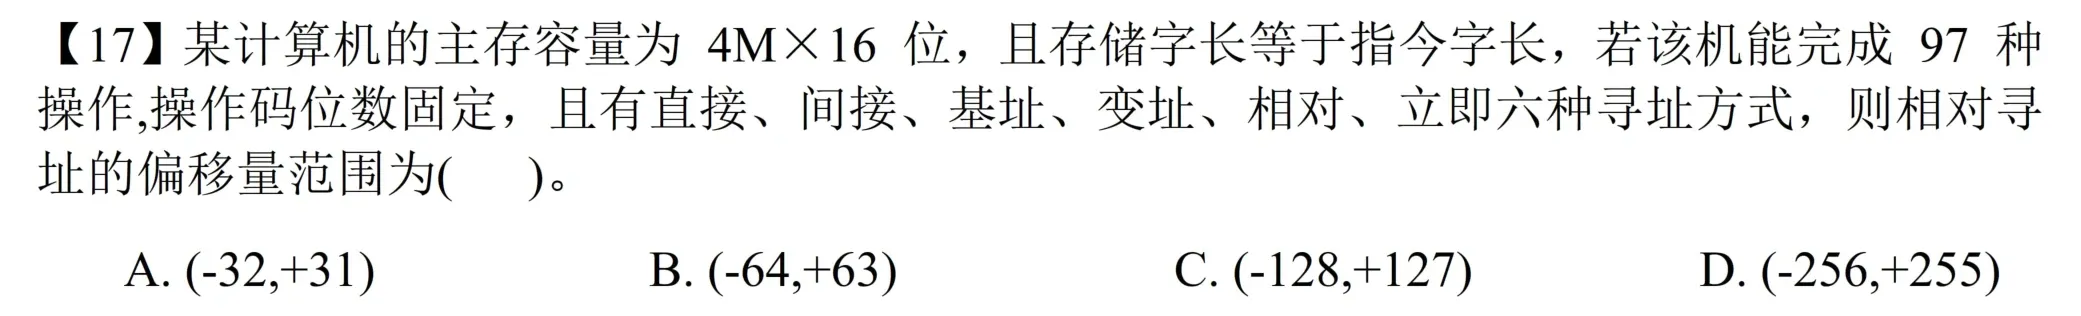 【17】某计算机的主存容量为 4M×16 位，且存储字长等于指令字长，若该机能完成 97 种
操作,操作码位数固定，且有直接、间接、基址、变址、相对、立即六种寻址方式，则相对寻
址的偏移量范围为( )。
A. (-32,+31) B. (-64,+63) C. (-128,+127) D. (-256,+255)